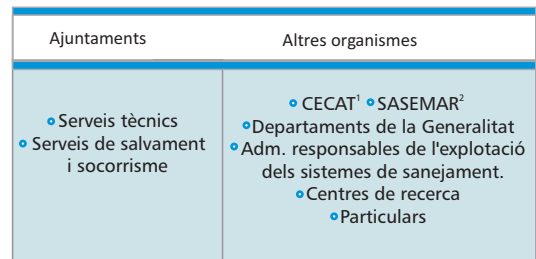 Ajuntaments
Altres organismes
Serveis tècnics
Serveis de salvament
i socorrisme
CECAT¹ SASEMAR²
Departaments de la Generalitat
Adm. responsables de l'explotació
dels sistemes de sanejament.
Centres de recerca
Particulars